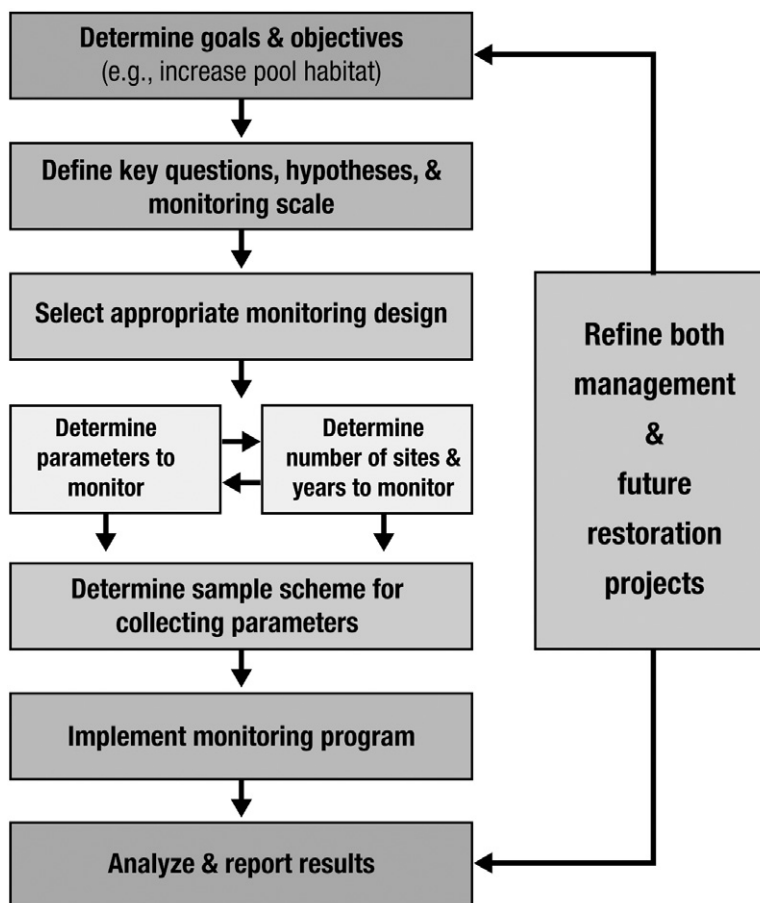 Determine goals & objectives
(e.g., increase pool habitat)
Define key questions, hypotheses, &
monitoring scale
Select appropriate monitoring design
Determine
parameters to
monitor
Determine
number of sites &
years to monitor
Determine sample scheme for
collecting parameters
Implement monitoring program
Analyze & report results
Refine both
management
&
future
restoration
projects